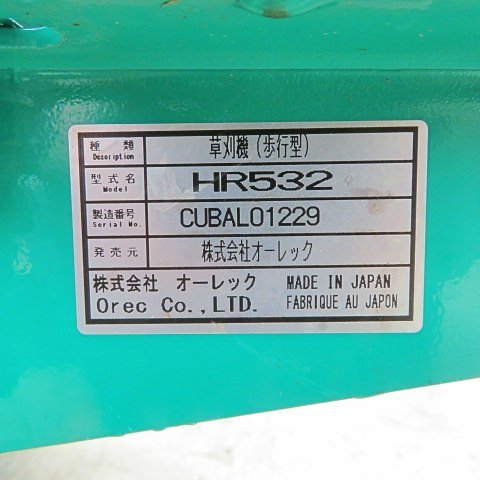 種類 草刈機(歩行型)
Description
型式名 HR532
Model
製造番号 CUBAL01229
Serial No.
発売元 株式会社オーレック
株式会社 オーレック MADE IN JAPAN
Orec Co.,LTD. FABRIQUE AU JAPON